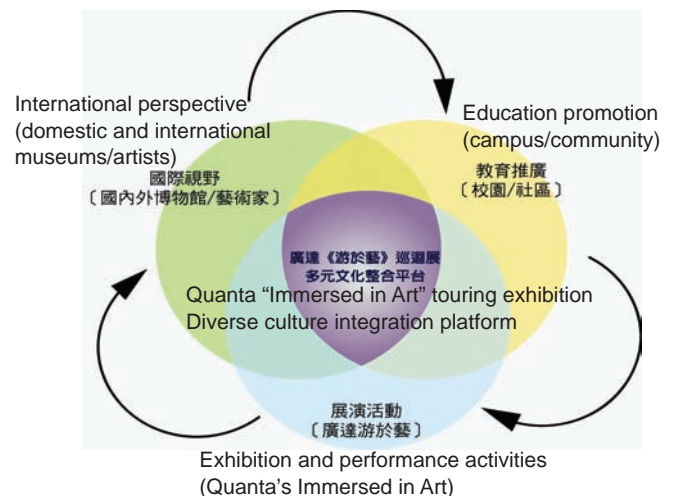 International perspective
(domestic and international
museums/artists)
國際視野
〔國內外博物館/藝術家〕
Education promotion
(campus/community)
教育推廣
〔校園/社區〕
廣達《游於藝》巡迴展
多元文化整合平台
Quanta “Immersed in Art” touring exhibition
Diverse culture integration platform
展演活動
〔廣達游於藝〕
Exhibition and performance activities
(Quanta's Immersed in Art)